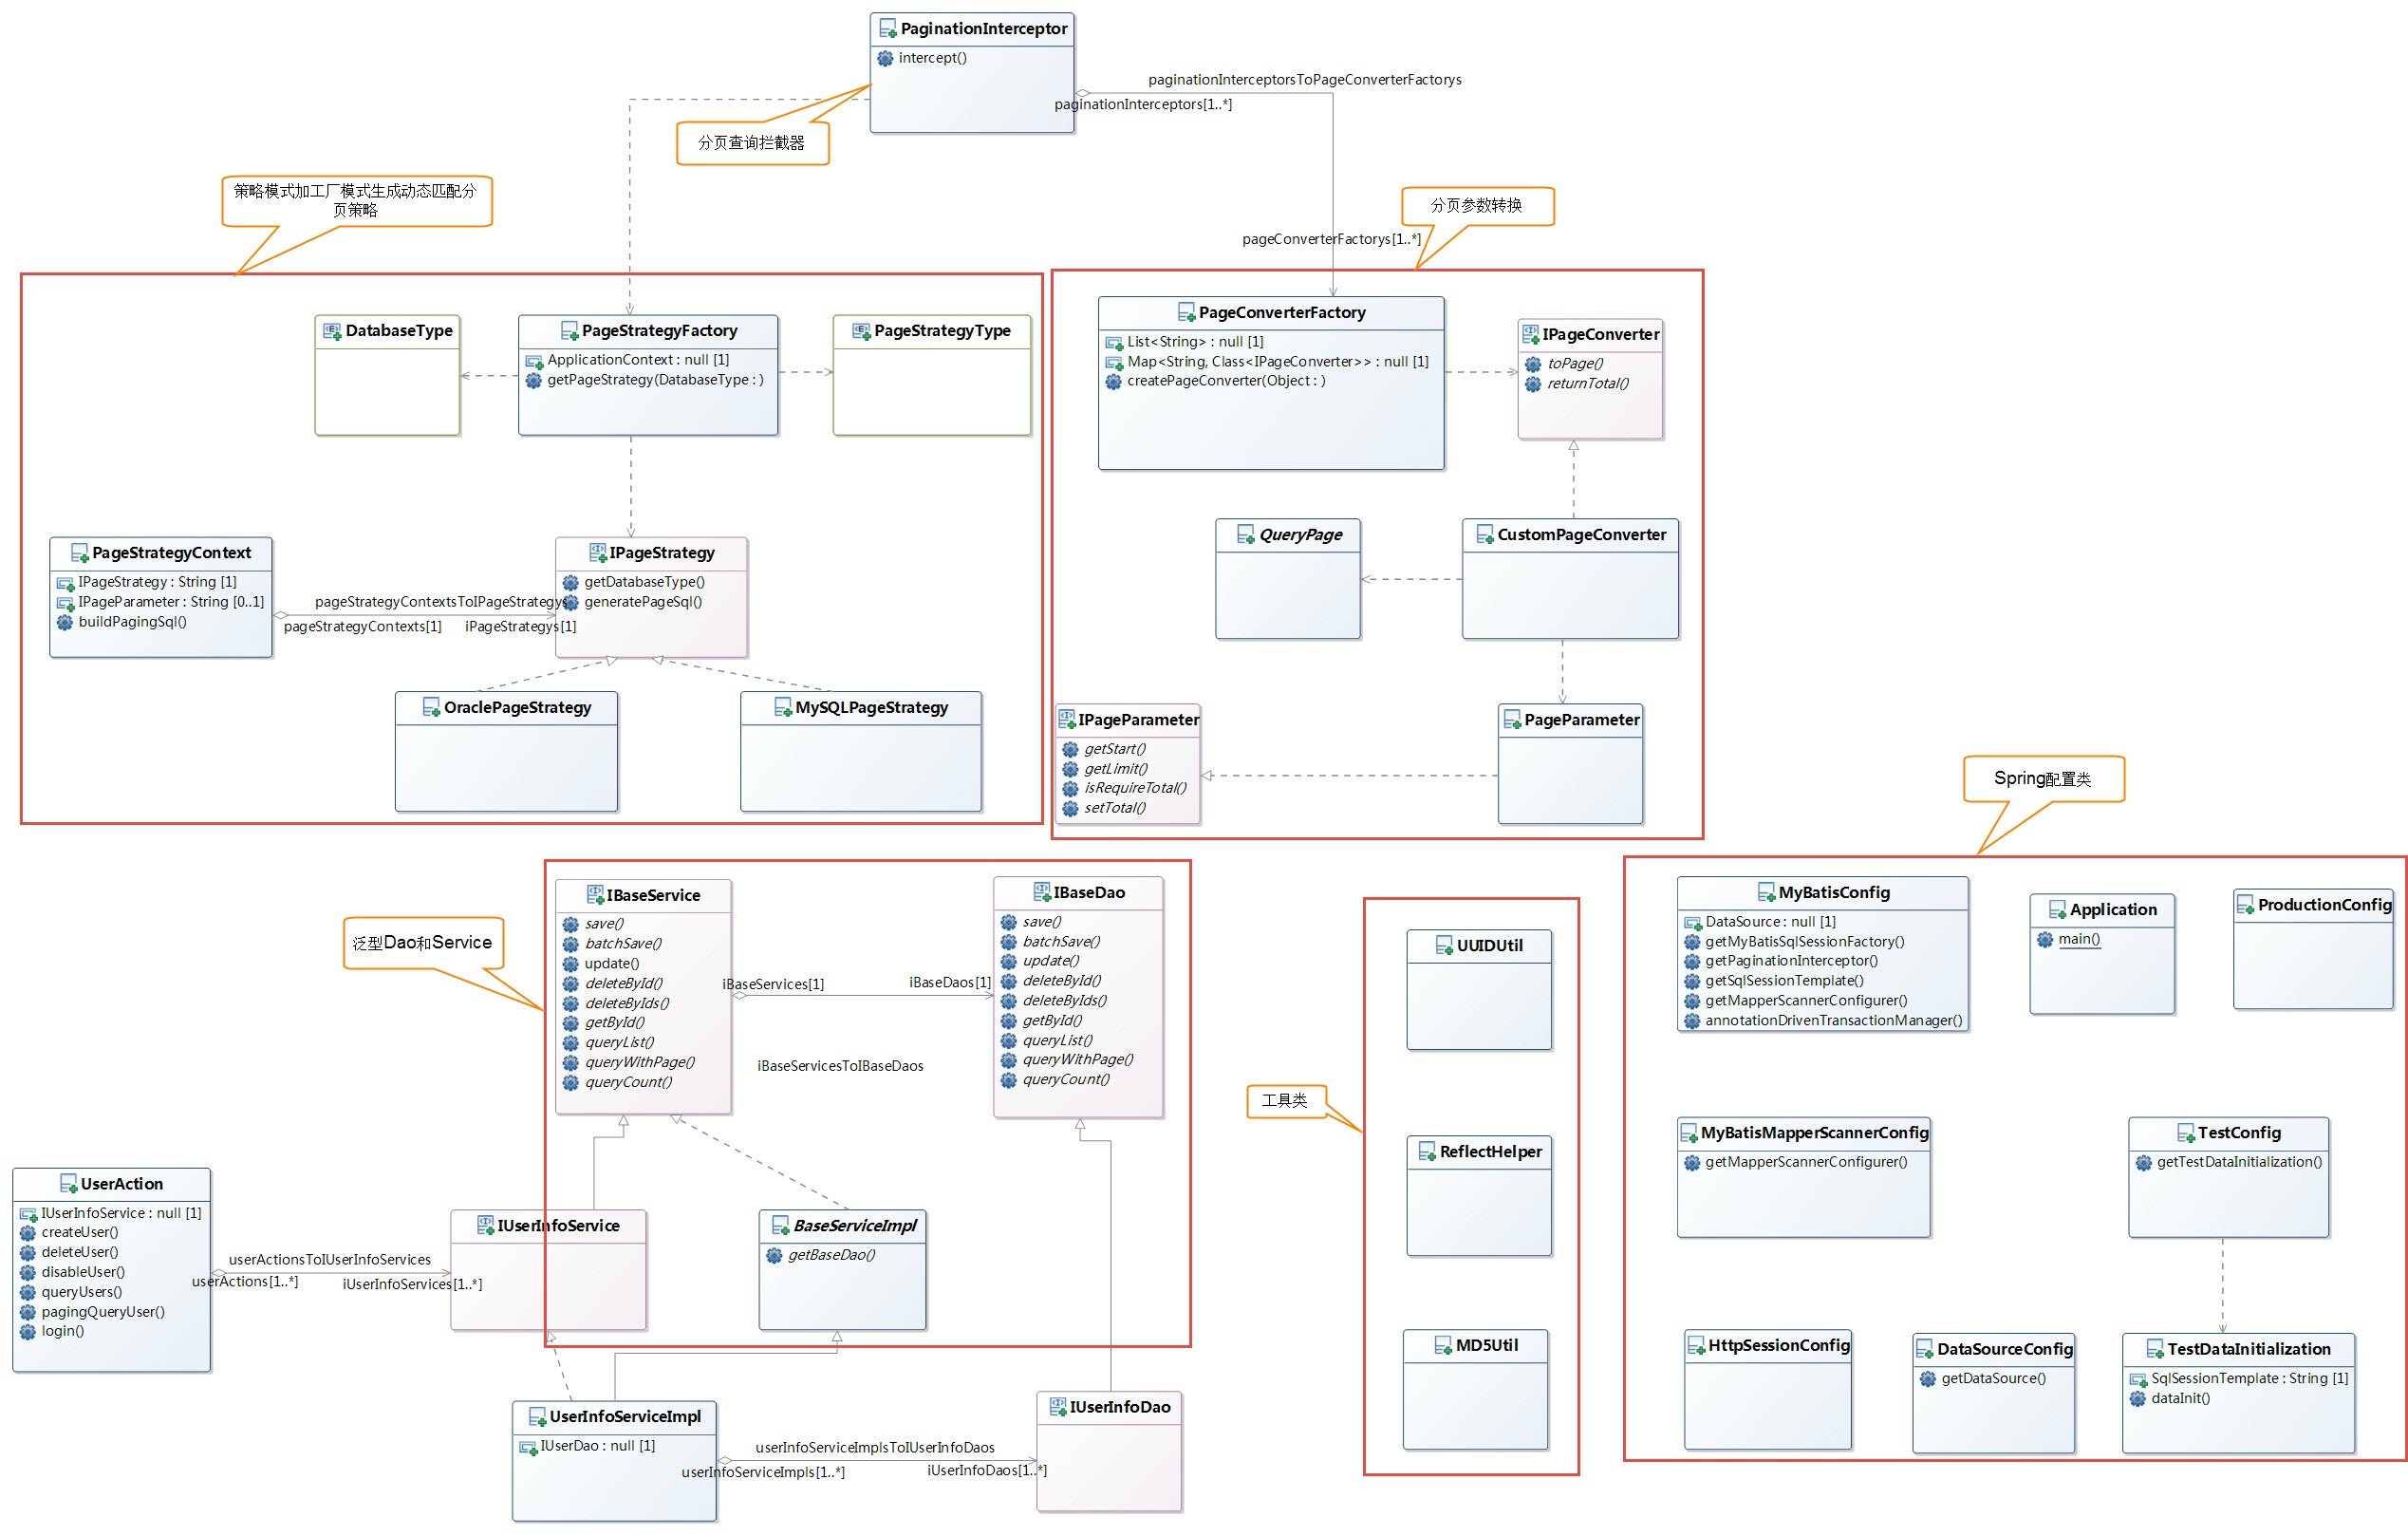 PaginationInterceptor
intercept()
paginationInterceptorsToPageConverterFactorys
paginationInterceptors[1..*]
分页查询拦截器
策略模式加工厂模式生成动态匹配分
页策略
分页参数转换
pageConverterFactorys[1..*]
DatabaseType
PageStrategyFactory
ApplicationContext : null [1]
getPageStrategy(DatabaseType : )
PageStrategyType
PageConverterFactory
List<String> : null [1]
Map<String, Class<IPageConverter>> : null [1]
createPageConverter(Object : )
IPageConverter
toPage()
returnTotal()
PageStrategyContext
IPageStrategy : String [1]
IPageParameter : String [0..1]
buildPagingSql()
pageStrategyContextsToIPageStrategys
pageStrategyContexts[1]
iPageStrategys[1]
IPageStrategy
getDatabaseType()
generatePageSql()
QueryPage
CustomPageConverter
OraclePageStrategy
MySQLPageStrategy
IPageParameter
getStart()
getLimit()
isRequireTotal()
setTotal()
PageParameter
Spring配置类
泛型Dao和Service
IBaseService
save()
batchSave()
update()
deleteById()
deleteByIds()
getById()
queryList()
queryWithPage()
queryCount()
iBaseServices[1]
iBaseDaos[1]
iBaseServicesToIBaseDaos
IBaseDao
save()
batchSave()
update()
deleteById()
deleteByIds()
getById()
queryList()
queryWithPage()
queryCount()
工具类
UUIDUtil
ReflectHelper
MD5Util
MyBatisConfig
DataSource : null [1]
getMyBatisSqlSessionFactory()
getPaginationInterceptor()
getSqlSessionTemplate()
getMapperScannerConfigurer()
annotationDrivenTransactionManager()
Application
main()
ProductionConfig
MyBatisMapperScannerConfig
getMapperScannerConfigurer()
TestConfig
getTestDataInitialization()
HttpSessionConfig
DataSourceConfig
getDataSource()
TestDataInitialization
SqlSessionTemplate : String [1]
dataInit()
UserAction
IUserInfoService : null [1]
createUser()
deleteUser()
disableUser()
queryUsers()
pagingQueryUser()
login()
userActionsToIUserInfoServices
userActions[1..*]
iUserInfoServices[1..*]
IUserInfoService
BaseServiceImpl
getBaseDao()
UserInfoServiceImpl
IUserDao : null [1]
userInfoServiceImplsToIUserInfoDaos
userInfoServiceImpls[1..*]
iUserInfoDaos[1..*]
IUserInfoDao